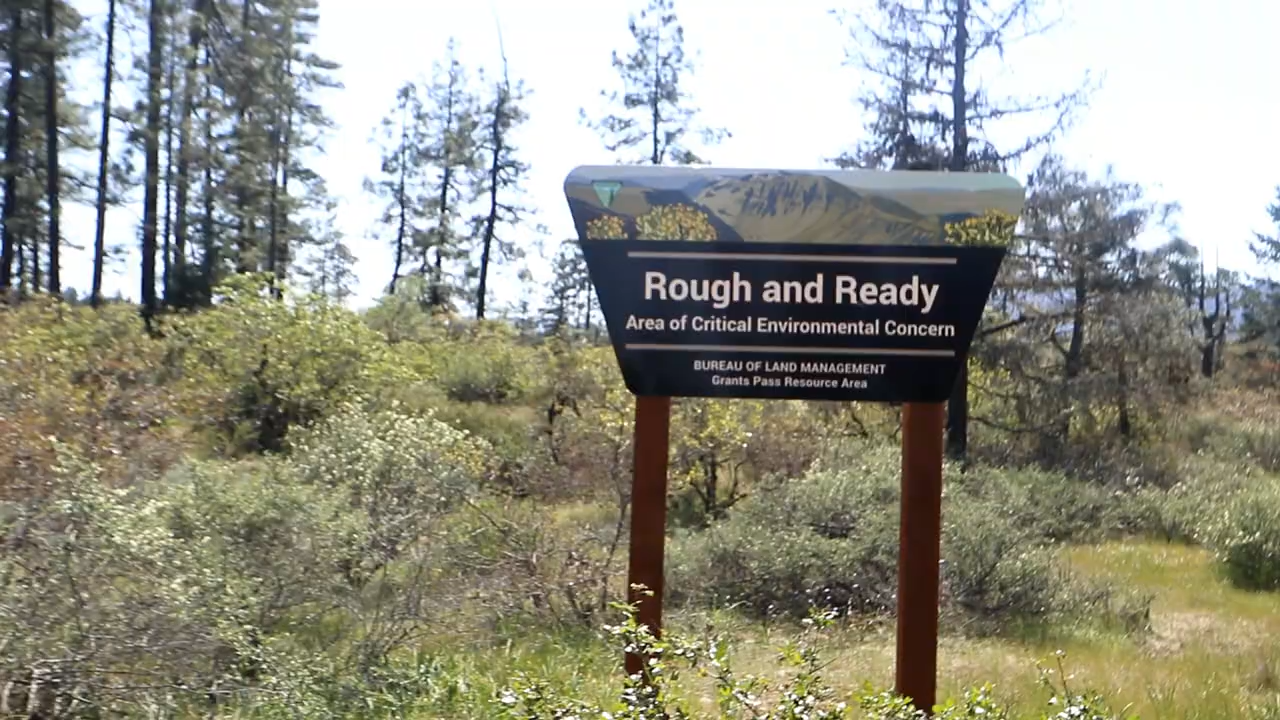 Rough and Ready
Area of Critical Environmental Concern
BUREAU OF LAND MANAGEMENT
Grants Pass Resource Area